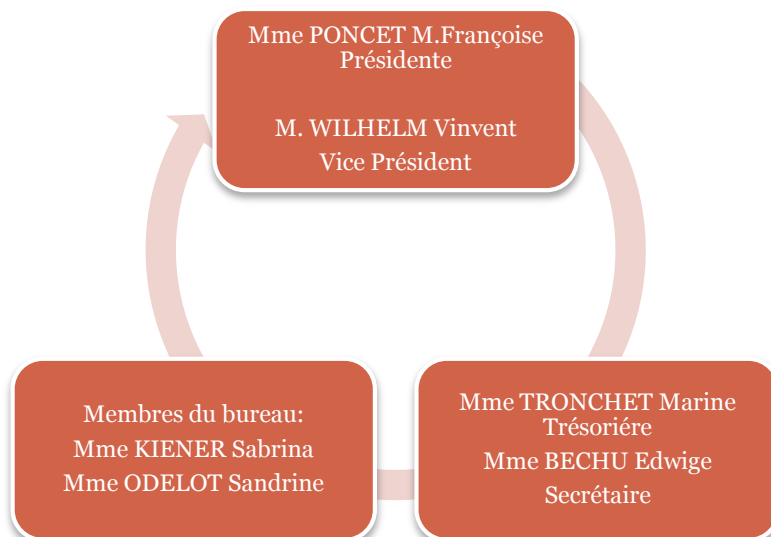 Mme PONCET M.Françoise
Présidente
M. WILHELM Vinvent
Vice Président
Mme TRONCHET Marine
Trésoriére
Mme BECHU Edwige
Secrétaire
Membres du bureau:
Mme KIENER Sabrina
Mme ODELOT Sandrine